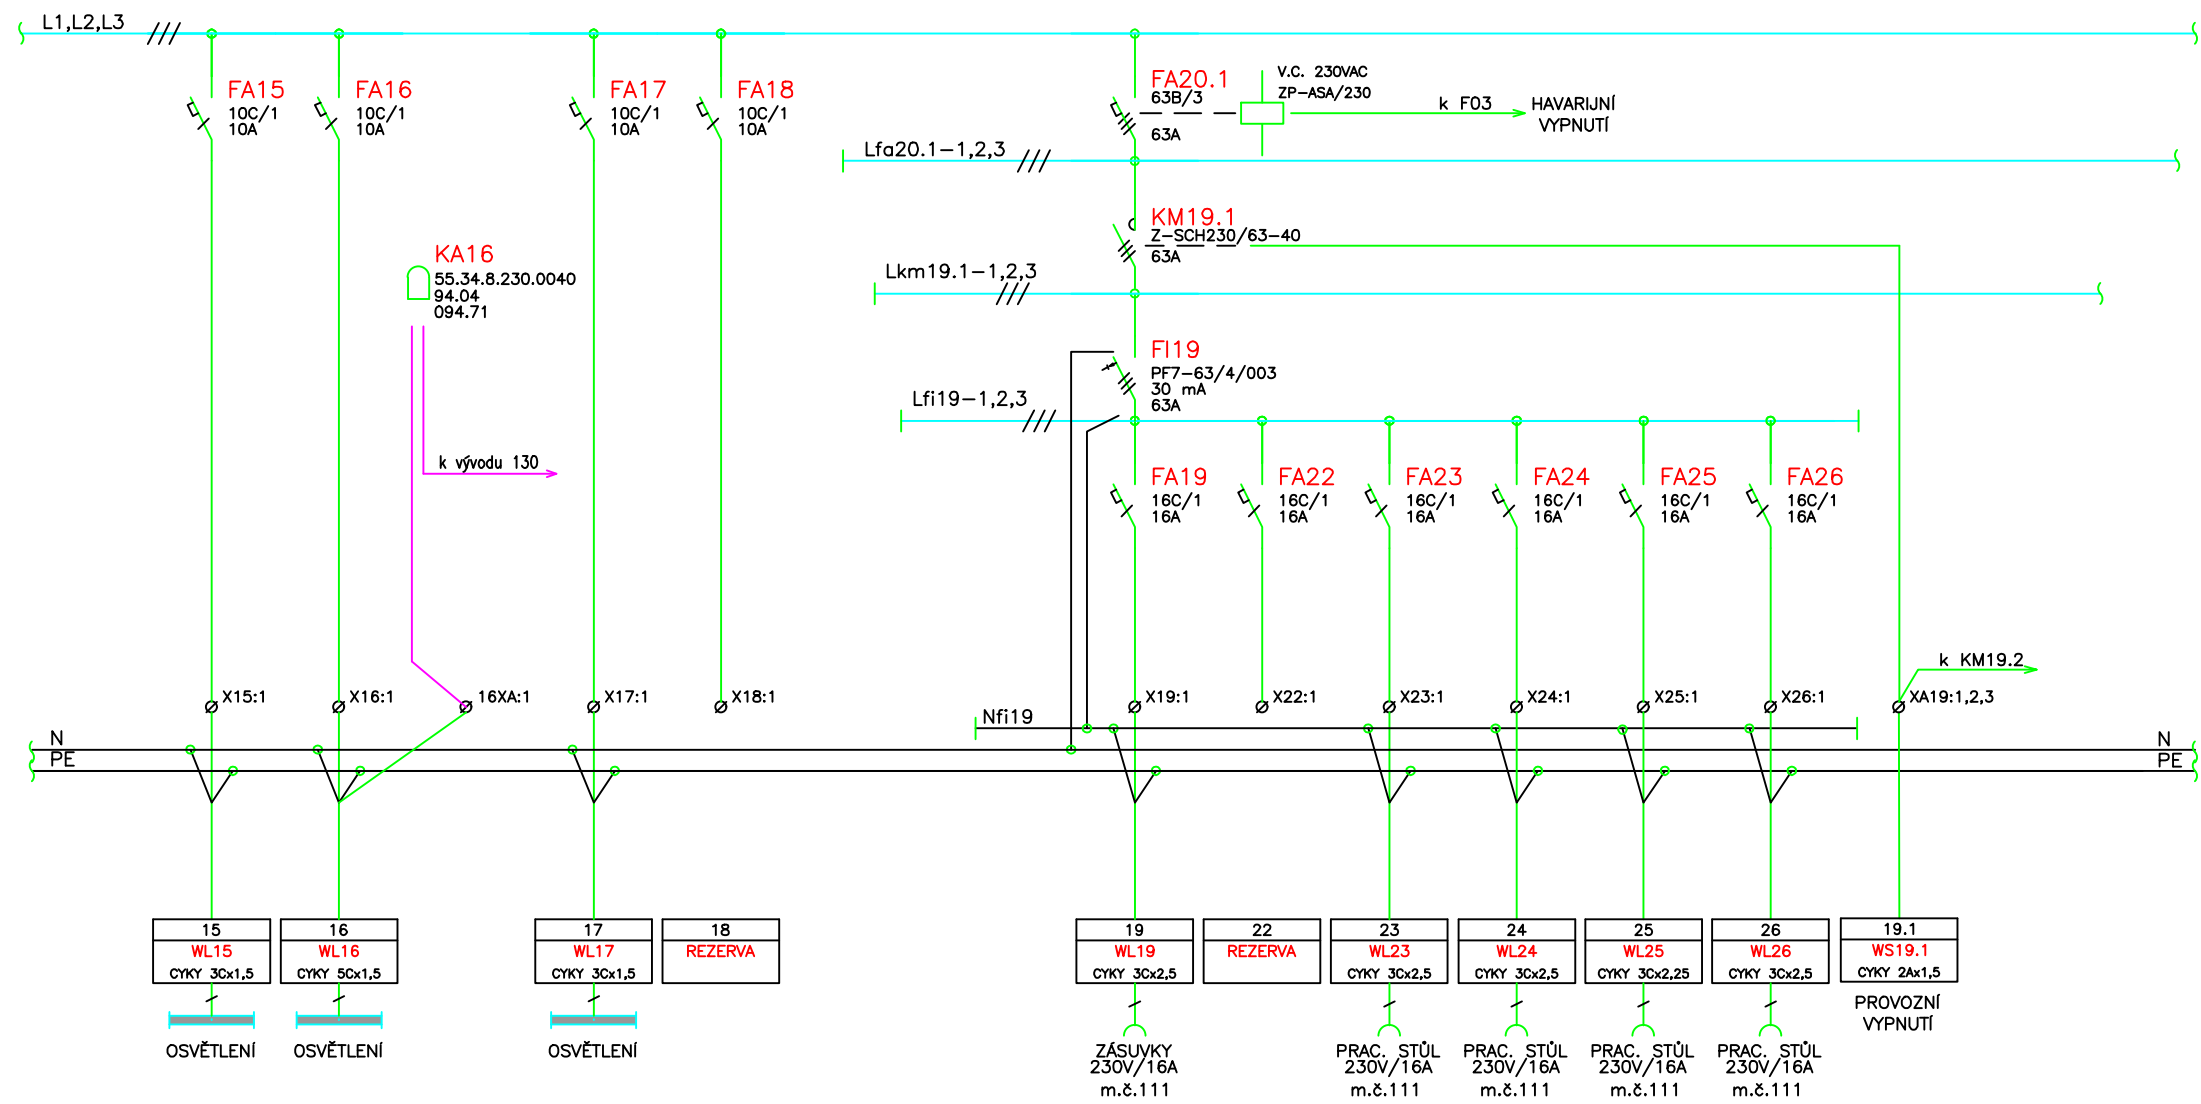 L1,L2,L3
FA15
10C/1
10A
FA16
10C/1
10A
FA17
10C/1
10A
FA18
10C/1
10A
FA20.1
63B/3
63A
V.C. 230VAC
ZP-ASA/230
k F03
HAVARIJNÍ
VYPNUTÍ
Lfa20.1-1,2,3
KM19.1
Z-SCH230/63-40
63A
KA16
55.34.8.230.0040
94.04
094.71
Lkm19.1-1,2,3
FI19
PF7-63/4/003
30 mA
63A
Lfi19-1,2,3
k vývodu 130
FA19
16C/1
16A
FA22
16C/1
16A
FA23
16C/1
16A
FA24
16C/1
16A
FA25
16C/1
16A
FA26
16C/1
16A
k KM19.2
X15:1
X16:1
16XA:1
X17:1
X18:1
X19:1
X22:1
X23:1
X24:1
X25:1
X26:1
XA19:1,2,3
Nfi19
N
N
PE
PE
15
WL15
CYKY 3Cx1,5
OSVĚTLENÍ
16
WL16
CYKY 5Cx1,5
OSVĚTLENÍ
17
WL17
CYKY 3Cx1,5
OSVĚTLENÍ
18
REZERVA
19
WL19
CYKY 3Cx2,5
ZÁSUVKY
230V/16A
m.č.111
22
REZERVA
23
WL23
CYKY 3Cx2,5
PRAC. STŮL
230V/16A
m.č.111
24
WL24
CYKY 3Cx2,5
PRAC. STŮL
230V/16A
m.č.111
25
WL25
CYKY 3Cx2,25
PRAC. STŮL
230V/16A
m.č.111
26
WL26
CYKY 3Cx2,5
PRAC. STŮL
230V/16A
m.č.111
19.1
WS19.1
CYKY 2Ax1,5
PROVOZNÍ
VYPNUTÍ